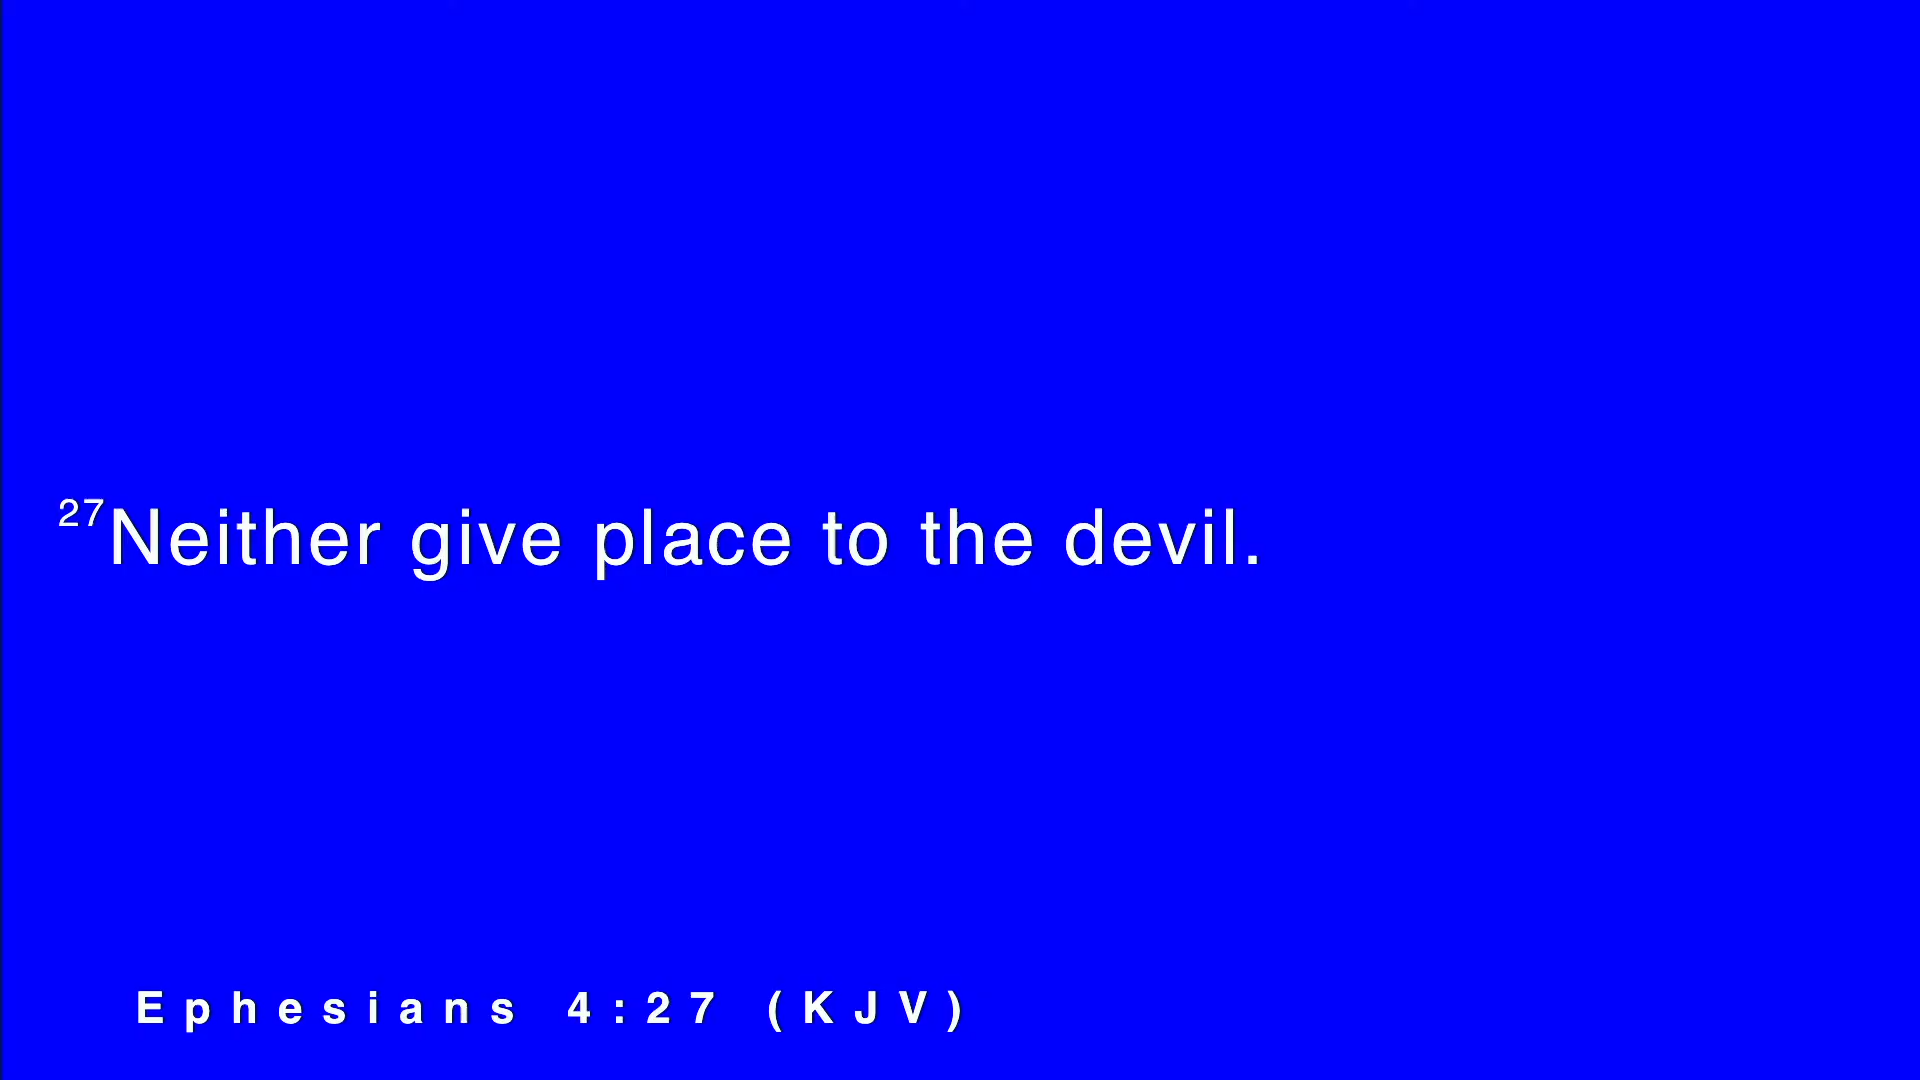 27Neither give place to the devil.
Ephesians 4:27 (KJV)